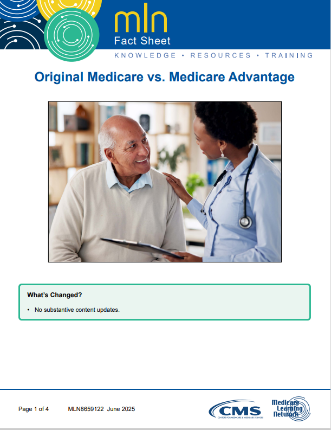 mln
Fact Sheet
KNOWLEDGE • RESOURCES • TRAINING
Original Medicare vs. Medicare Advantage
What's Changed?
• No substantive content updates.
Page 1 of 4 MLN8659122 June 2025
CMS
Medicare
Learning
Network